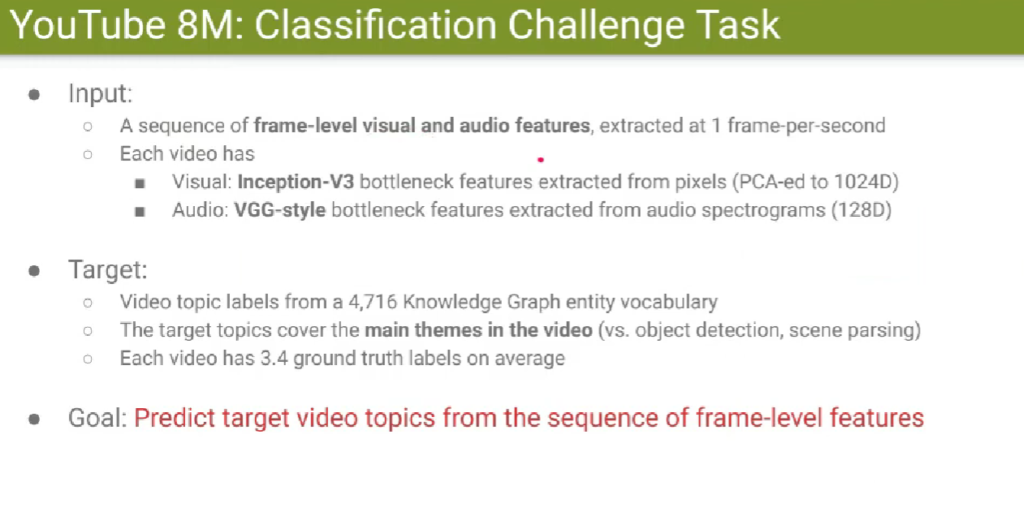 YouTube 8M: Classification Challenge Task
● Input:
○ A sequence of frame-level visual and audio features, extracted at 1 frame-per-second
○ Each video has
■ Visual: Inception-V3 bottleneck features extracted from pixels (PCA-ed to 1024D)
■ Audio: VGG-style bottleneck features extracted from audio spectrograms (128D)
● Target:
○ Video topic labels from a 4,716 Knowledge Graph entity vocabulary
○ The target topics cover the main themes in the video (vs. object detection, scene parsing)
○ Each video has 3.4 ground truth labels on average
● Goal: Predict target video topics from the sequence of frame-level features